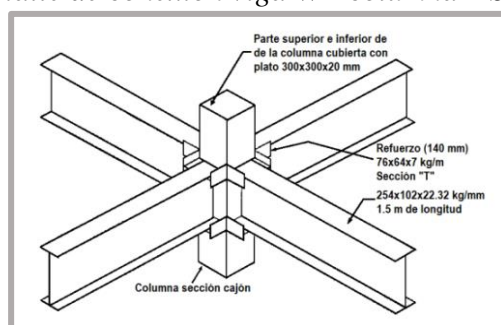 Parte superior e inferior de
de la columna cubierta con
plato 300x300x20 mm
Refuerzo (140 mm)
76x64x7 kg/m
Sección "T"
254x102x22.32 kg/mm
1.5 m de longitud
Columna sección cajón